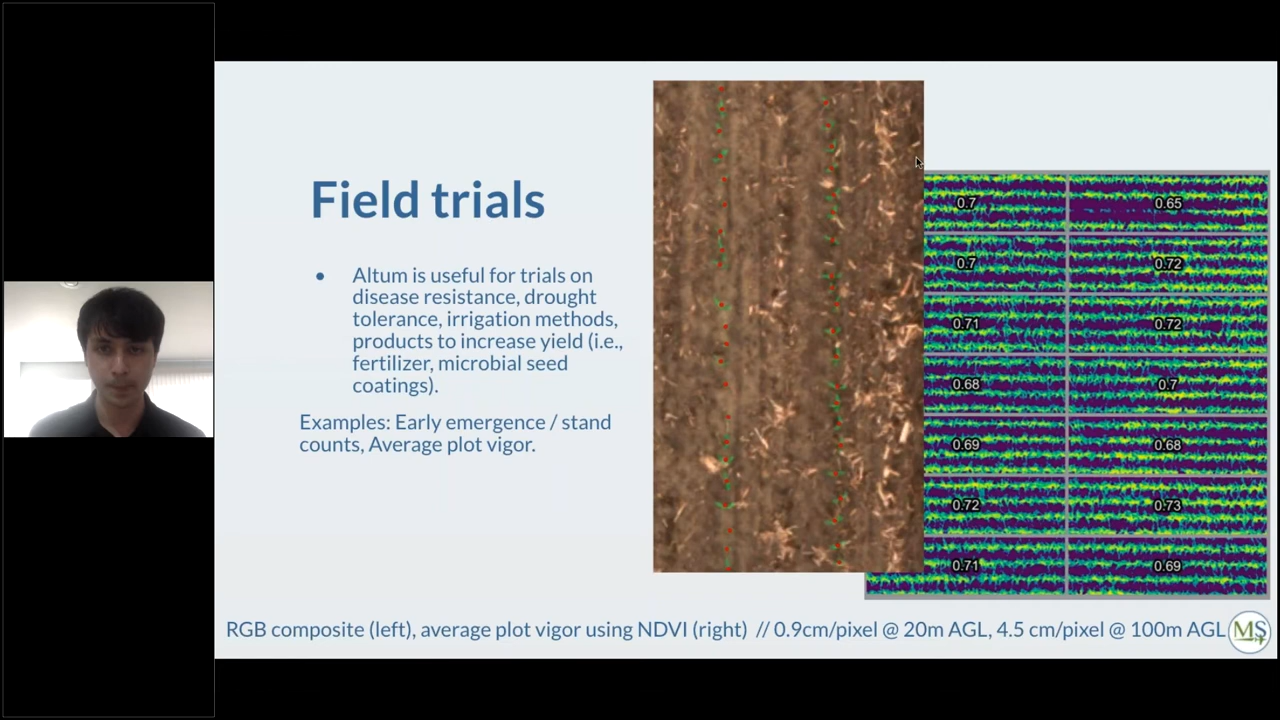 Field trials
• Altum is useful for trials on
disease resistance, drought
tolerance, irrigation methods,
products to increase yield (i.e.,
fertilizer, microbial seed
coatings).
Examples: Early emergence / stand
counts, Average plot vigor.
0.7 0.65
0.7 0.72
0.71 0.72
0.68 0.7
0.69 0.68
0.72 0.73
0.71 0.69
RGB composite (left), average plot vigor using NDVI (right) // 0.9cm/pixel @ 20m AGL, 4.5 cm/pixel @ 100m AGL
MS